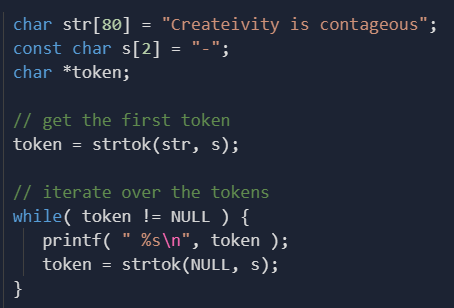 char str[80] = "Createivity is contageous";
const char s[2] = "-";
char *token;
// get the first token
token = strtok(str, s);
// iterate over the tokens
while( token != NULL ) {
printf( " %s\n", token );
token = strtok(NULL, s);
}